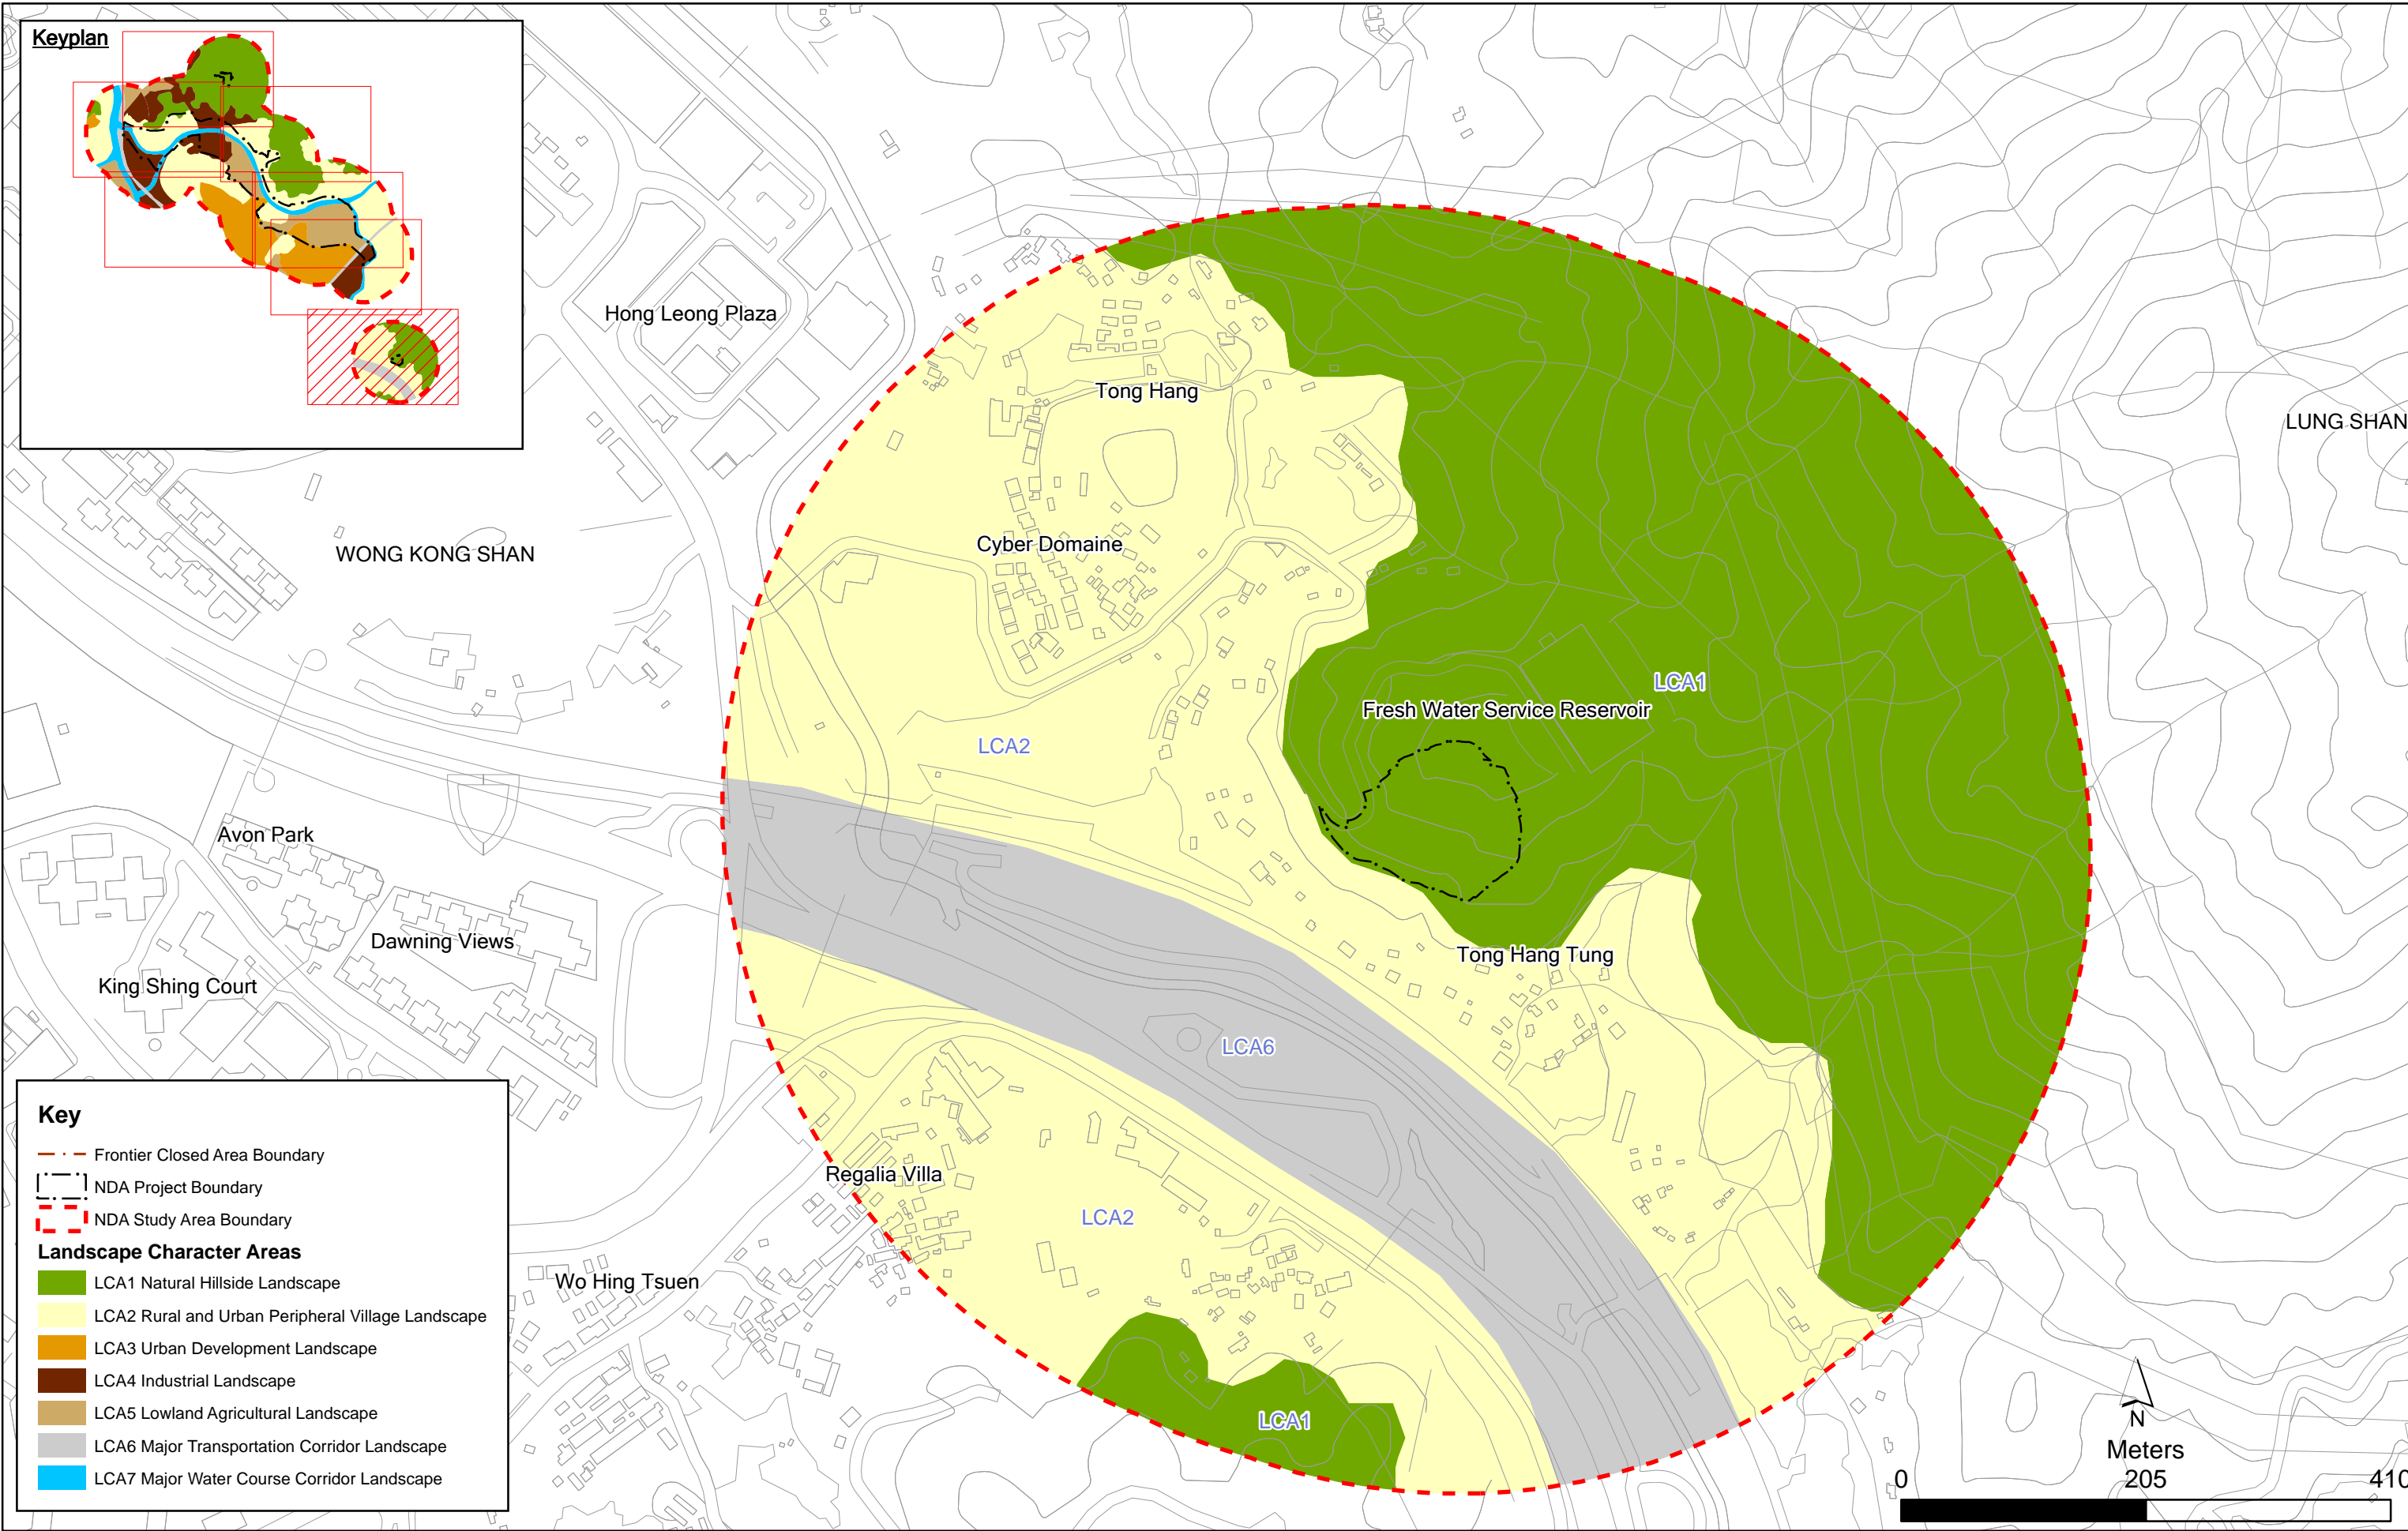 Keyplan
Hong Leong Plaza
Tong Hang
LUNG SHAN
Cyber Domaine
WONG KONG SHAN
LCA1
Fresh Water Service Reservoir
LCA2
Avon Park
Dawning Views
Tong Hang Tung
King Shing Court
LCA6
Regalia Villa
LCA2
Wo Hing Tsuen
LCA1
Key
Frontier Closed Area Boundary
NDA Project Boundary
NDA Study Area Boundary
Landscape Character Areas
LCA1 Natural Hillside Landscape
LCA2 Rural and Urban Peripheral Village Landscape
LCA3 Urban Development Landscape
LCA4 Industrial Landscape
LCA5 Lowland Agricultural Landscape
LCA6 Major Transportation Corridor Landscape
LCA7 Major Water Course Corridor Landscape
N
Meters
0 205 410